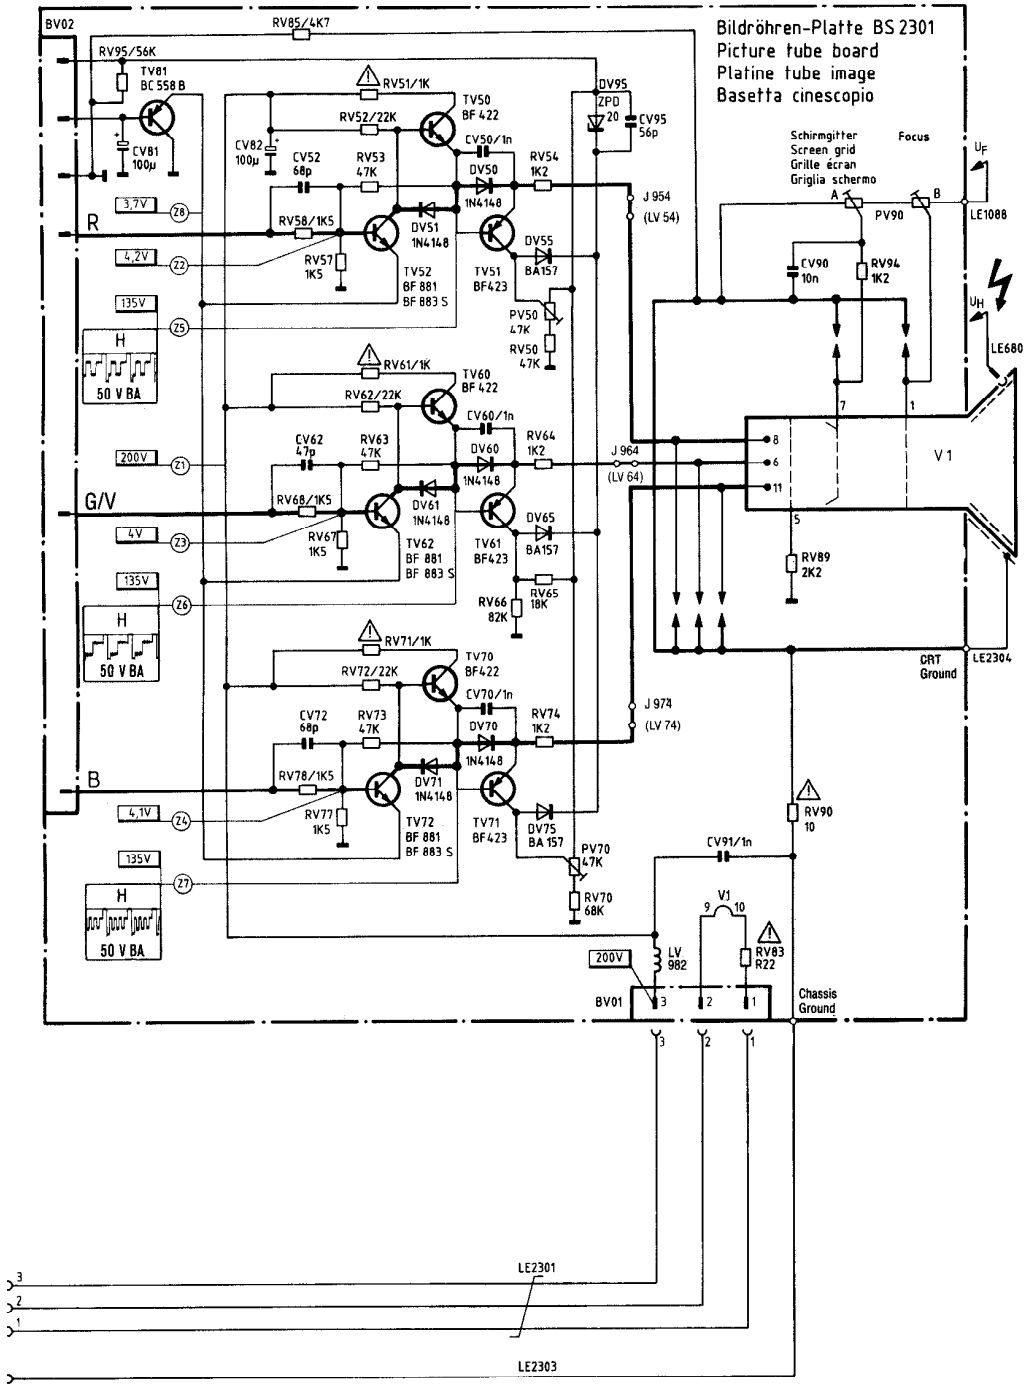 BV02
RV85/4K7
Bildröhren-Platte BS 2301
Picture tube board
Platine tube image
Basetta cinescopio
RV95/56K
TV81
BC 558 B
CV81
100µ
CV82
100µ
RV51/1K
RV52/22K
TV50
BF 422
CV50/1n
CV52
68p
RV53
47K
DV50
1N4148
RV54
1K2
DV95
ZPD
20
CV95
56p
J 954
(LV 54)
Schirmgitter
Screen grid
Grille écran
Griglia schermo
Focus
A
B
PV90
UF
LE1088
3,7V
Z8
R
RV58/1K5
4,2V
Z2
RV57
1K5
DV51
1N4148
TV52
BF 881
BF 883 S
TV51
BF423
DV55
BA157
PV50
47K
RV50
47K
CV90
10n
RV94
1K2
UH
LE680
135V
Z5
H
50 V BA
RV61/1K
RV62/22K
TV60
BF 422
CV60/1n
CV62
47p
RV63
47K
DV60
1N4148
RV64
1K2
J 964
(LV 64)
7
1
8
6
11
5
V 1
200V
Z1
G/V
RV68/1K5
4V
Z3
RV67
1K5
DV61
1N4148
TV62
BF 881
BF 883 S
TV61
BF423
DV65
BA157
RV66
82K
RV65
18K
RV89
2K2
135V
Z6
H
50 V BA
RV71/1K
RV72/22K
TV70
BF422
CV70/1n
CV72
68p
RV73
47K
DV70
1N4148
RV74
1K2
J 974
(LV 74)
CRT
Ground
LE2304
B
RV78/1K5
4,1V
Z4
RV77
1K5
DV71
1N4148
TV72
BF 881
BF 883 S
TV71
BF423
DV75
BA 157
PV70
47K
RV70
68K
RV90
10
CV91/1n
135V
Z7
H
50 V BA
V1
9
10
RV83
R22
LV
982
200V
BV01
3
2
1
Chassis
Ground
3
2
1
3
2
1
LE2301
LE2303